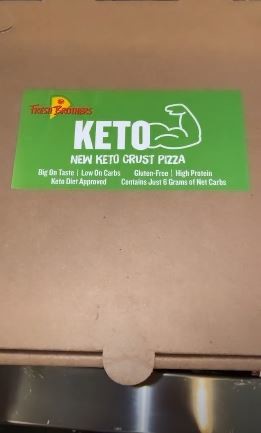 FRESH BROTHERS
KETO
NEW KETO CRUST PIZZA
Big On Taste | Low On Carbs Gluten-Free | High Protein
Keto Diet Approved Contains Just 6 Grams of Net Carbs